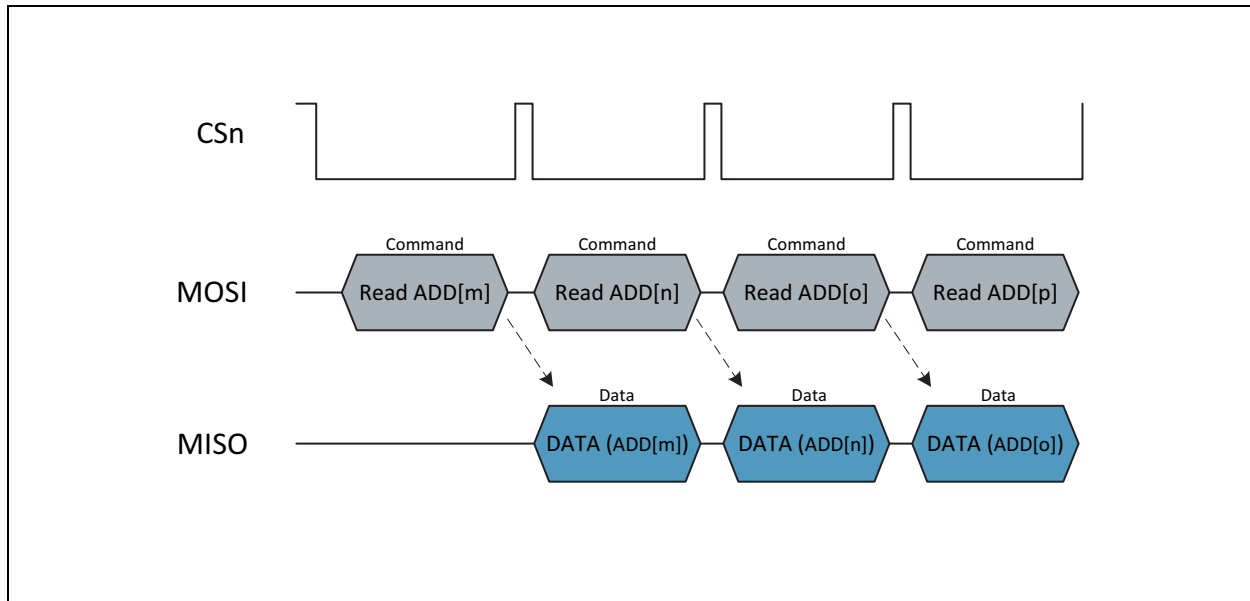 CSn
Command Command Command Command
MOSI Read ADD[m] Read ADD[n] Read ADD[o] Read ADD[p]
Data Data Data
MISO DATA (ADD[m]) DATA (ADD[n]) DATA (ADD[o])